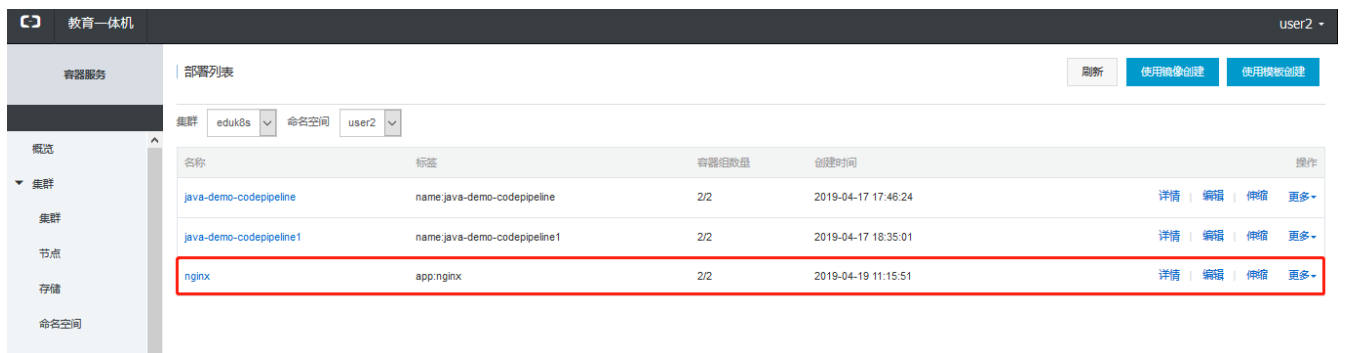 教育一体机 user2
容器服务
部署列表 刷新 使用镜像创建 使用模板创建
集群 eduk8s 命名空间 user2
概览
集群
集群
节点
存储
命名空间
名称 标签 容器组数量 创建时间 操作
java-demo-codepipeline name:java-demo-codepipeline 2/2 2019-04-17 17:46:24 详情 编辑 伸缩 更多
java-demo-codepipeline1 name:java-demo-codepipeline1 2/2 2019-04-17 18:35:01 详情 编辑 伸缩 更多
nginx app:nginx 2/2 2019-04-19 11:15:51 详情 编辑 伸缩 更多